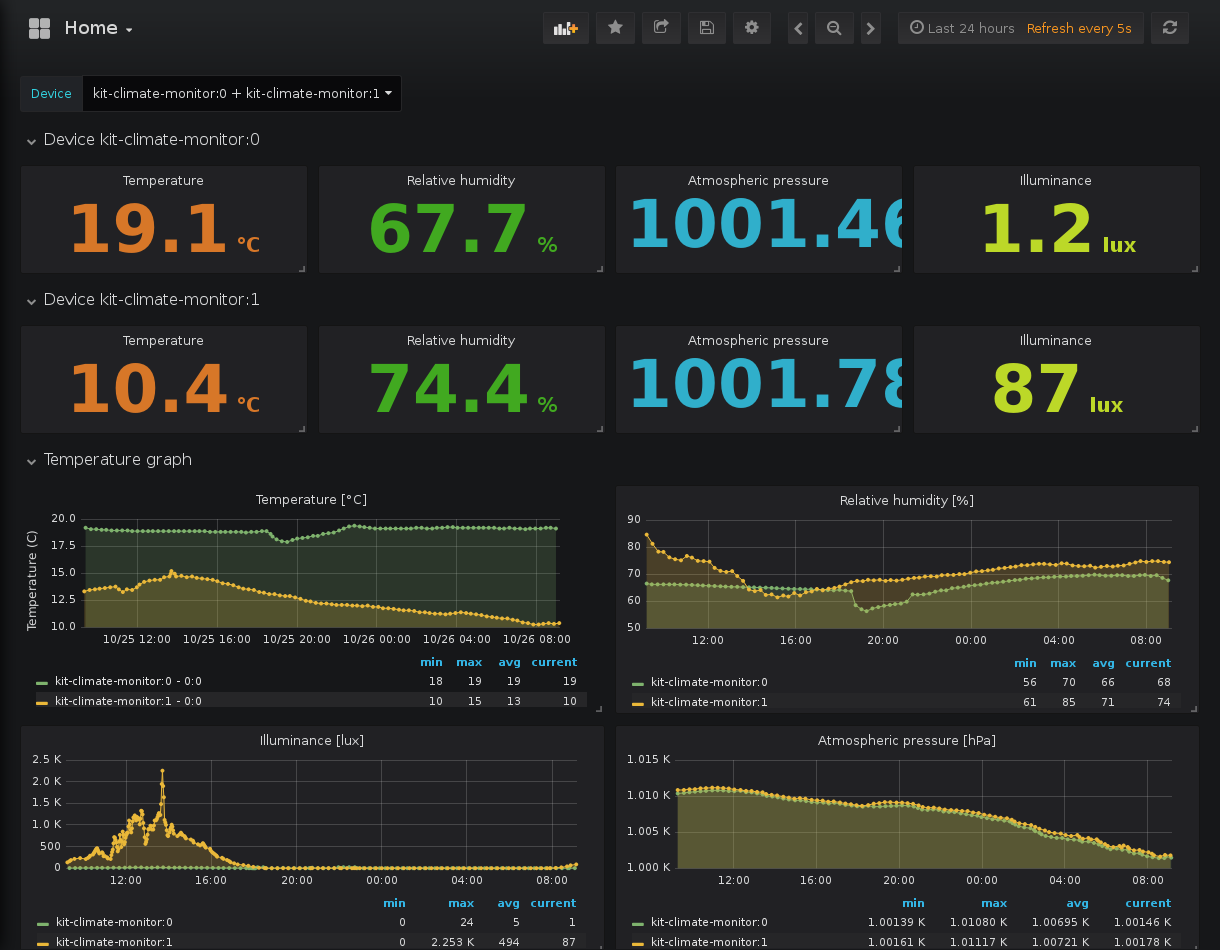 Home
Last 24 hours Refresh every 5s
Device kit-climate-monitor:0 + kit-climate-monitor:1
Device kit-climate-monitor:0
Temperature Relative humidity Atmospheric pressure Illuminance
19.1 °C 67.7 % 1001.46 1.2 lux
Device kit-climate-monitor:1
Temperature Relative humidity Atmospheric pressure Illuminance
10.4 °C 74.4 % 1001.78 87 lux
Temperature graph
Temperature [°C]
Temperature (C)
20.0
17.5
15.0
12.5
10.0
10/25 12:00 10/25 16:00 10/25 20:00 10/26 00:00 10/26 04:00 10/26 08:00
min max avg current
kit-climate-monitor:0 - 0:0 18 19 19 19
kit-climate-monitor:1 - 0:0 10 15 13 10
Relative humidity [%]
90
80
70
60
50
12:00 16:00 20:00 00:00 04:00 08:00
min max avg current
kit-climate-monitor:0 56 70 66 68
kit-climate-monitor:1 61 85 71 74
Illuminance [lux]
2.5 K
2.0 K
1.5 K
1.0 K
500
0
12:00 16:00 20:00 00:00 04:00 08:00
min max avg current
kit-climate-monitor:0 0 24 5 1
kit-climate-monitor:1 0 2.253 K 494 87
Atmospheric pressure [hPa]
1.015 K
1.010 K
1.005 K
1.000 K
12:00 16:00 20:00 00:00 04:00 08:00
min max avg current
kit-climate-monitor:0 1.00139 K 1.01080 K 1.00695 K 1.00146 K
kit-climate-monitor:1 1.00161 K 1.01117 K 1.00721 K 1.00178 K